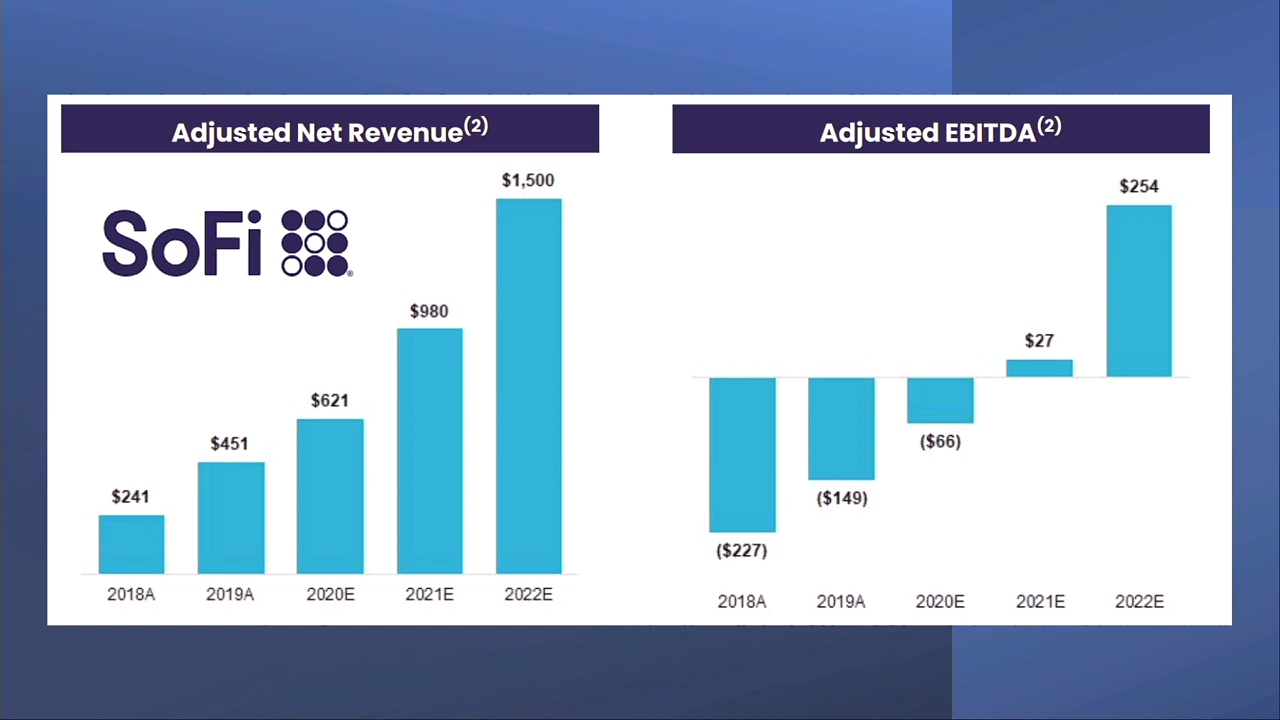 Adjusted Net Revenue(2)
SoFi
®
$241
$451
$621
$980
$1,500
2018A
2019A
2020E
2021E
2022E
Adjusted EBITDA(2)
($227)
($149)
($66)
$27
$254
2018A
2019A
2020E
2021E
2022E